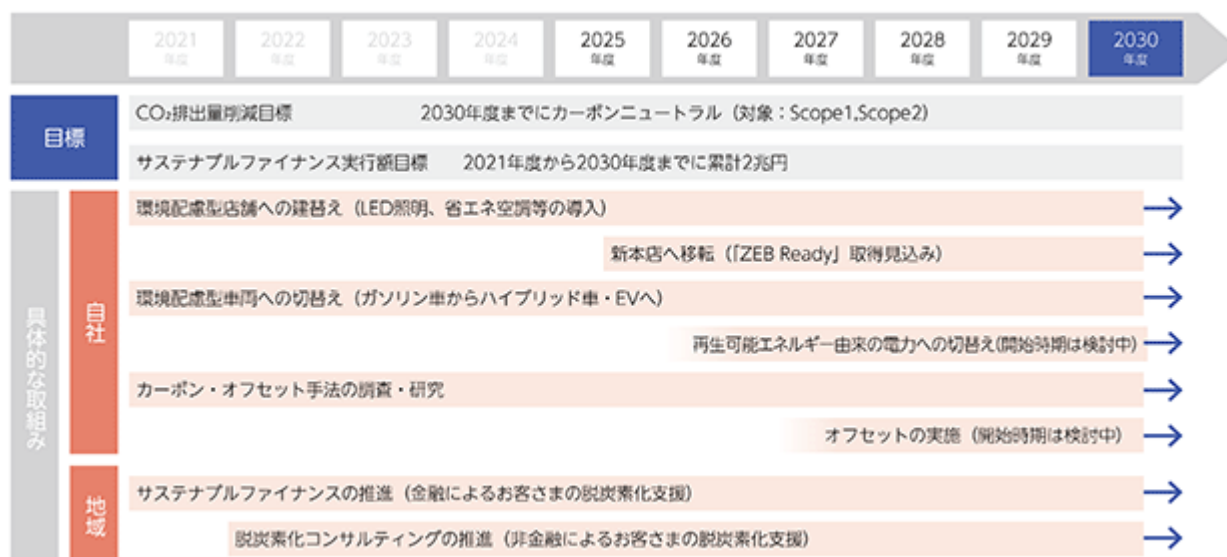 2021 2022 2023 2024 2025 2026 2027 2028 2029 2030
年度 年度 年度 年度 年度 年度 年度 年度 年度 年度
目標
CO₂排出量削減目標 2030年度までにカーボンニュートラル（対象：Scope1,Scope2）
サステナブルファイナンス実行額目標 2021年度から2030年度までに累計2兆円
具体的な取組み
自社
環境配慮型店舗への建替え（LED照明、省エネ空調等の導入）
新本店へ移転（「ZEB Ready」取得見込み）
環境配慮型車両への切替え（ガソリン車からハイブリッド車・EVへ）
再生可能エネルギー由来の電力への切替え(開始時期は検討中)
カーボン・オフセット手法の調査・研究
オフセットの実施（開始時期は検討中）
地域
サステナブルファイナンスの推進（金融によるお客さまの脱炭素化支援）
脱炭素化コンサルティングの推進（非金融によるお客さまの脱炭素化支援）